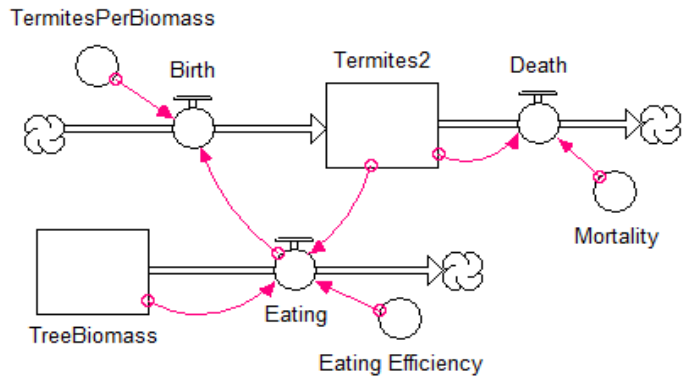 TermitesPerBiomass
Birth
Termites2
Death
Mortality
TreeBiomass
Eating
Eating Efficiency